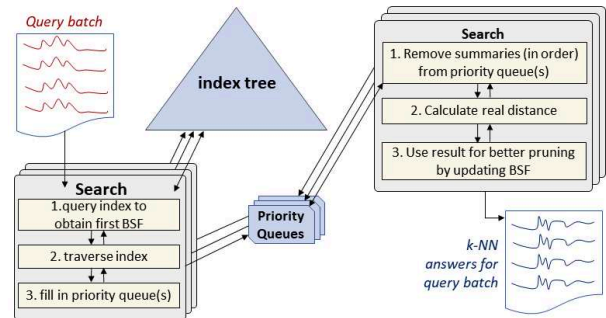 Query batch
index tree
Search
1.query index to
obtain first BSF
2. traverse index
3. fill in priority queue(s)
Priority
Queues
Search
1. Remove summaries (in order)
from priority queue(s)
2. Calculate real distance
3. Use result for better pruning
by updating BSF
k-NN
answers for
query batch